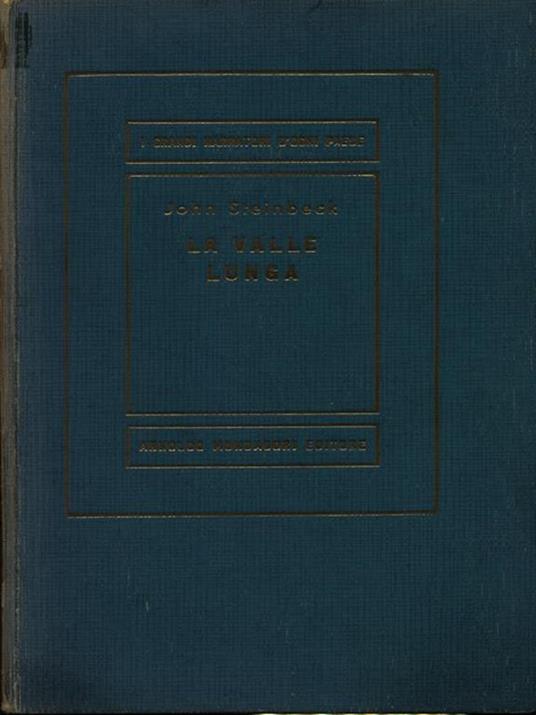 I GRANDI NARRATORI D'OGNI PAESE
John Steinbeck
LA VALLE
LUNGA
ARNOLDO MONDADORI EDITORE